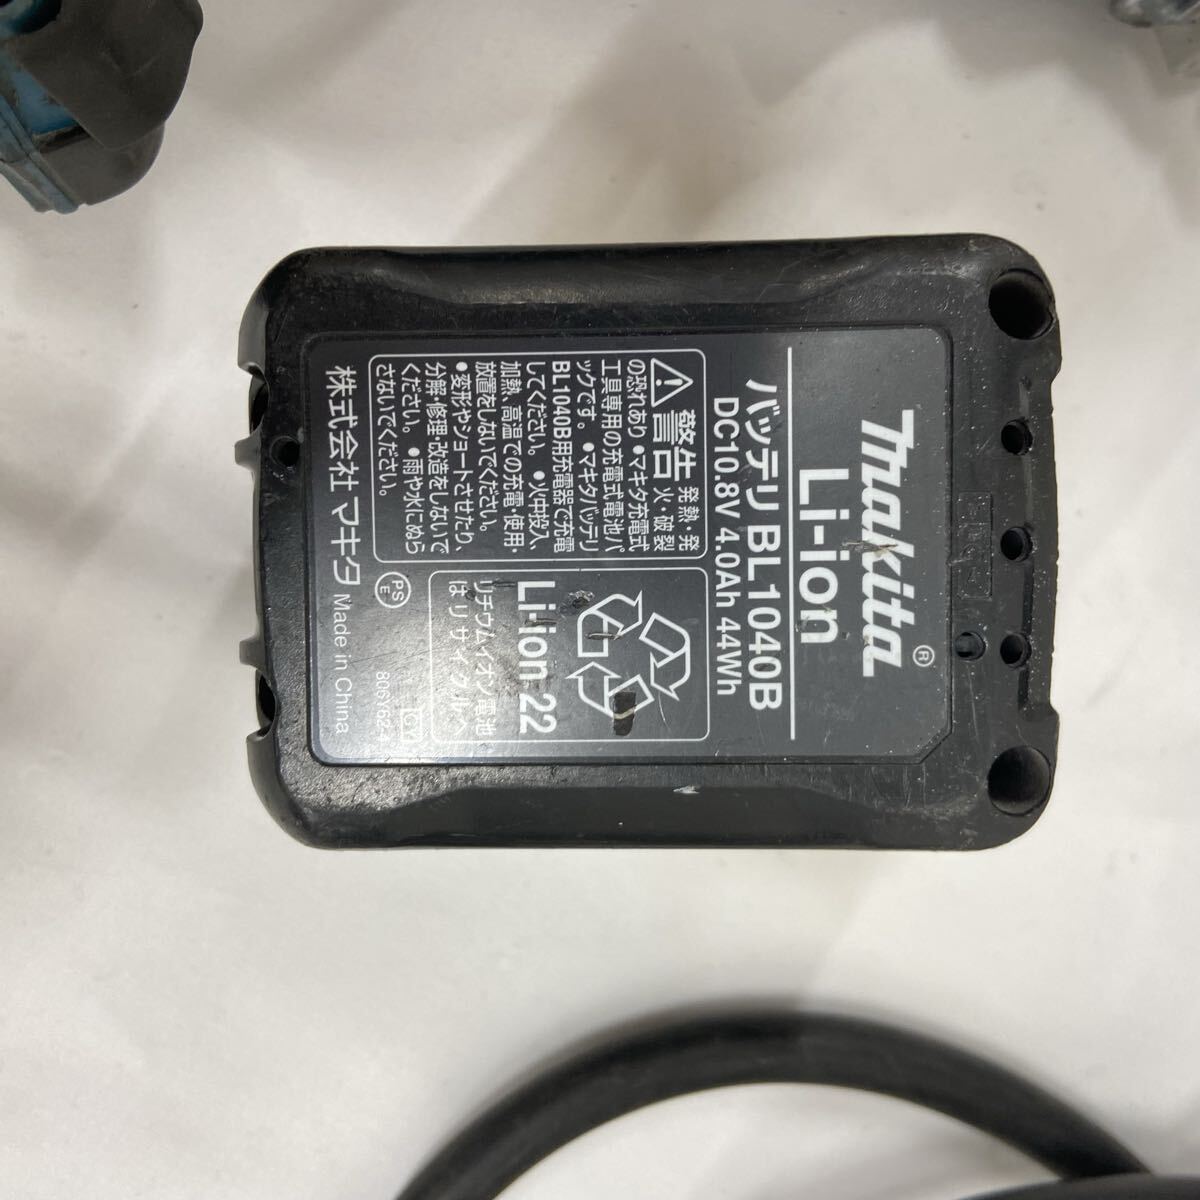 makita®
Li-ion
バッテリ BL1040B
DC10.8V 4.0Ah 44Wh
警告 発熱・発
火・破裂
の恐れあり •マキタ充電式
工具専用の充電式電池パ
ックです。 •マキタバッテリ
BL1040B用充電器で充電
してください。 •火中投入、
加熱、高温での充電・使用・
放置をしないでください。
•変形やショートさせたり、
分解・修理・改造をしないで
ください。 •雨や水にぬら
さないでください。
Li-ion 22
リチウムイオン電池
はリサイクルへ
PS
E
806Y62-4
GY
株式会社マキタ Made in China